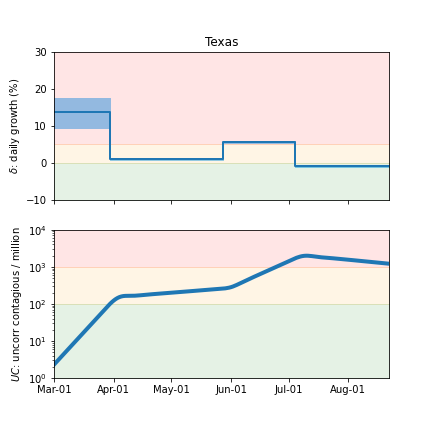 Texas
30
20
10
0
−10
δ: daily growth (%)
10⁴
10³
10²
10¹
10⁰
UC: uncorr contagious / million
Mar-01 Apr-01 May-01 Jun-01 Jul-01 Aug-01